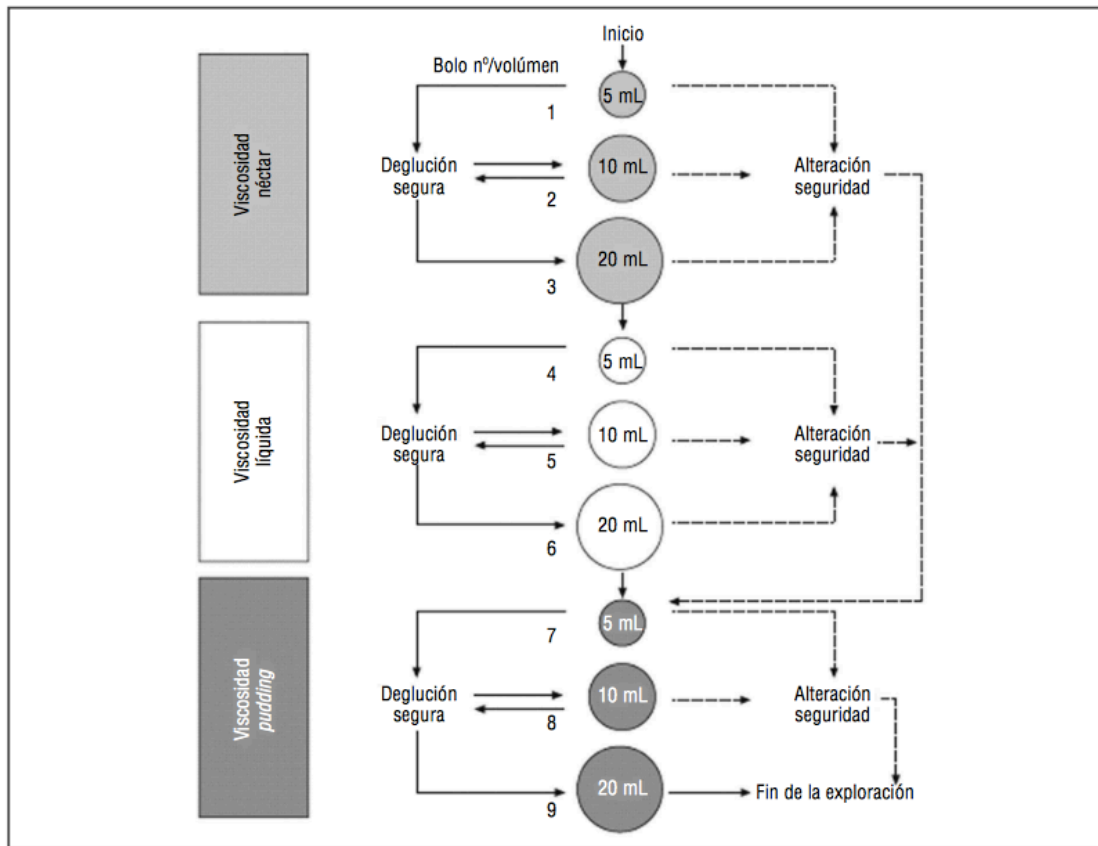 Inicio
Bolo nº/volúmen
5 mL
1
Viscosidad
néctar
Deglución
segura
10 mL
2
Alteración
seguridad
20 mL
3
5 mL
4
Viscosidad
líquida
Deglución
segura
10 mL
5
Alteración
seguridad
20 mL
6
5 mL
7
Viscosidad
pudding
Deglución
segura
10 mL
8
Alteración
seguridad
20 mL
9
Fin de la exploración